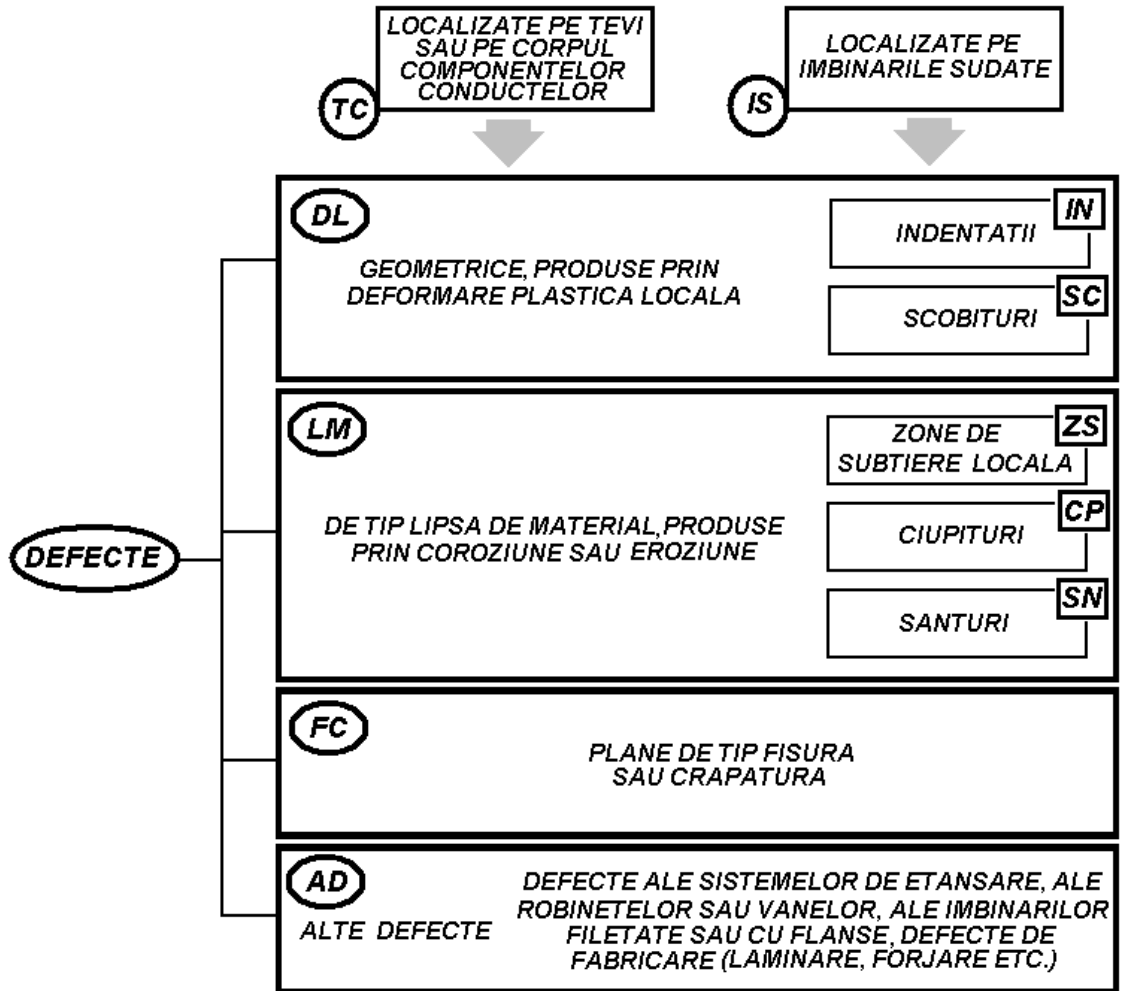 LOCALIZATE PE TEVI
SAU PE CORPUL
COMPONENTELOR
CONDUCTELOR
TC
LOCALIZATE PE
IMBINARILE SUDATE
IS
DL
GEOMETRICE, PRODUSE PRIN
DEFORMARE PLASTICA LOCALA
IN
INDENTATII
SC
SCOBITURI
LM
DE TIP LIPSA DE MATERIAL, PRODUSE
PRIN COROZIUNE SAU EROZIUNE
ZS
ZONE DE
SUBTIERE LOCALA
CP
CIUPITURI
SN
SANTURI
DEFECTE
FC
PLANE DE TIP FISURA
SAU CRAPATURA
AD
ALTE DEFECTE
DEFECTE ALE SISTEMELOR DE ETANSARE, ALE
ROBINETELOR SAU VANELOR, ALE IMBINARILOR
FILETATE SAU CU FLANSE, DEFECTE DE
FABRICARE (LAMINARE, FORJARE ETC.)